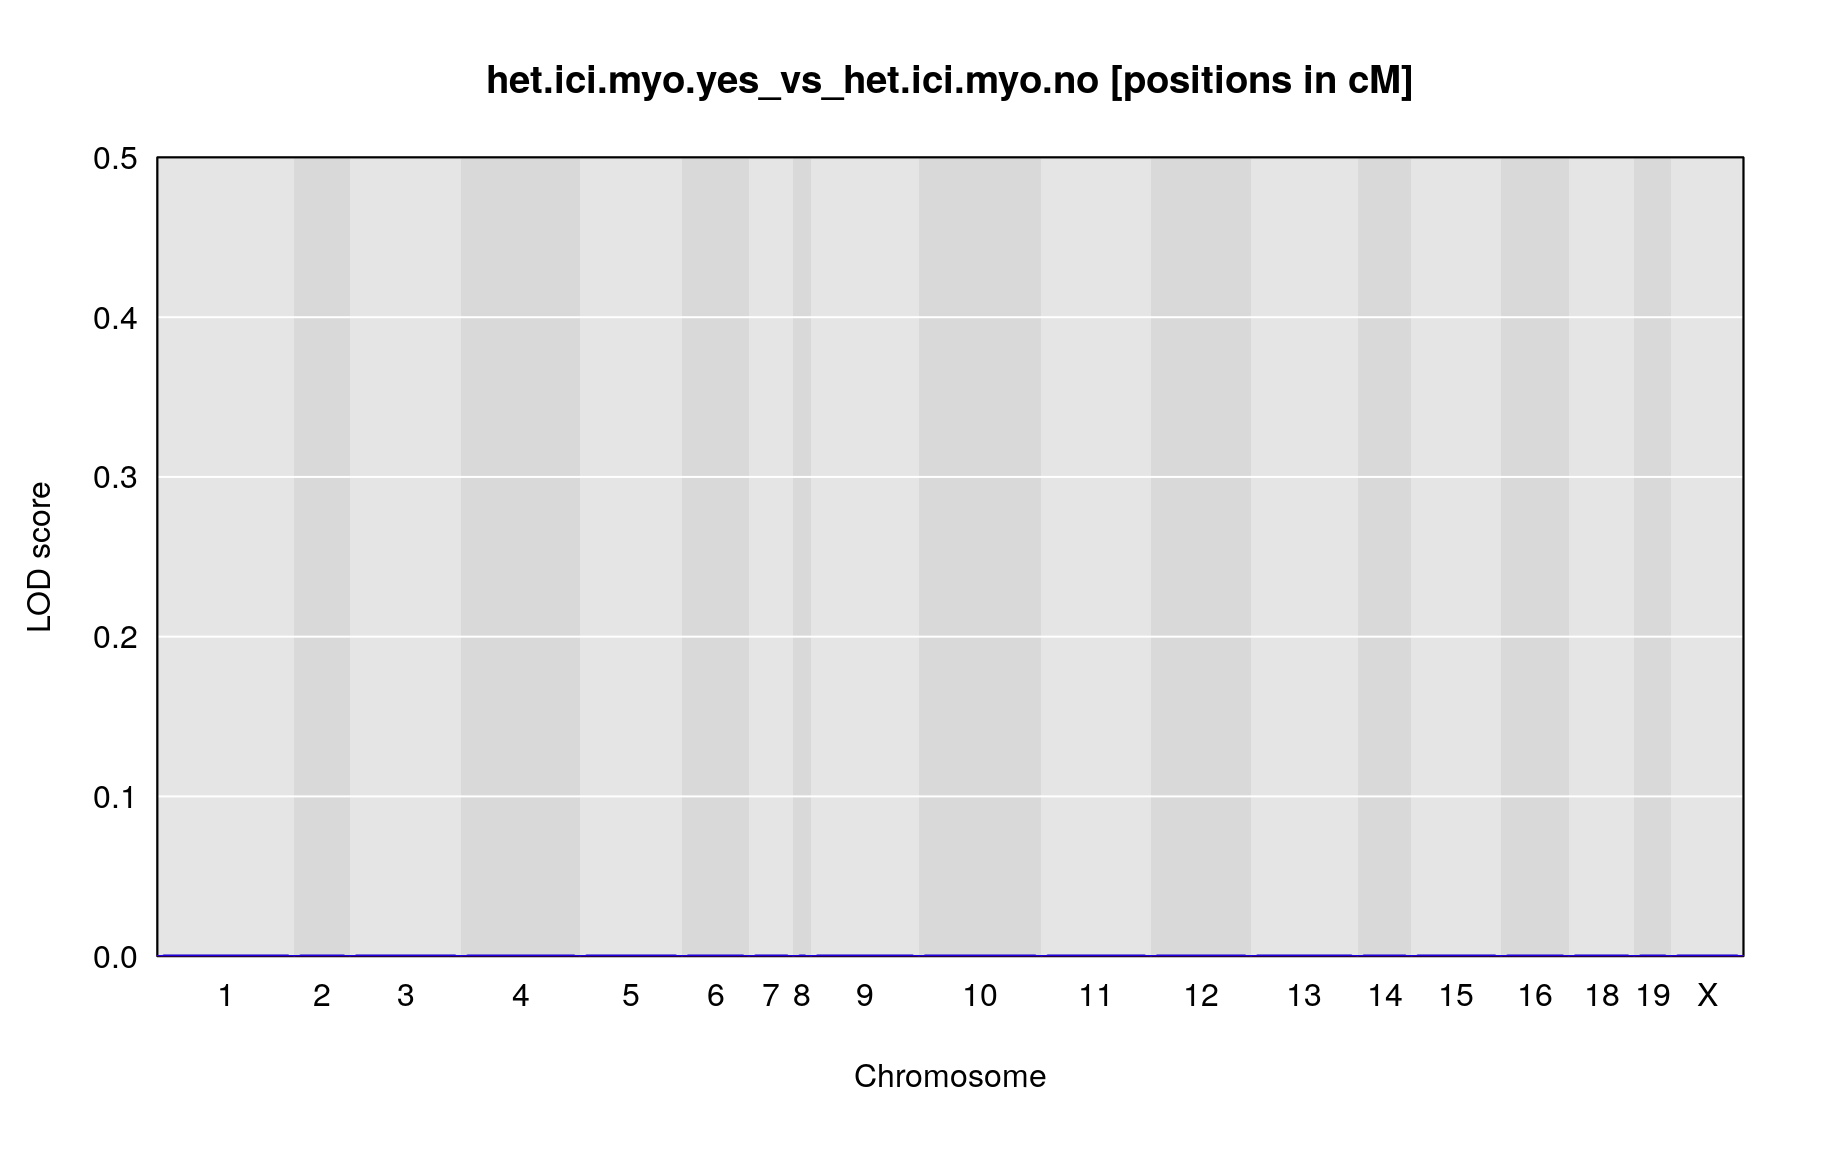 het.ici.myo.yes_vs_het.ici.myo.no [positions in cM]
0.5
0.4
0.3
0.2
0.1
0.0
LOD score
1 2 3 4 5 6 7 8 9 10 11 12 13 14 15 16 18 19 X
Chromosome